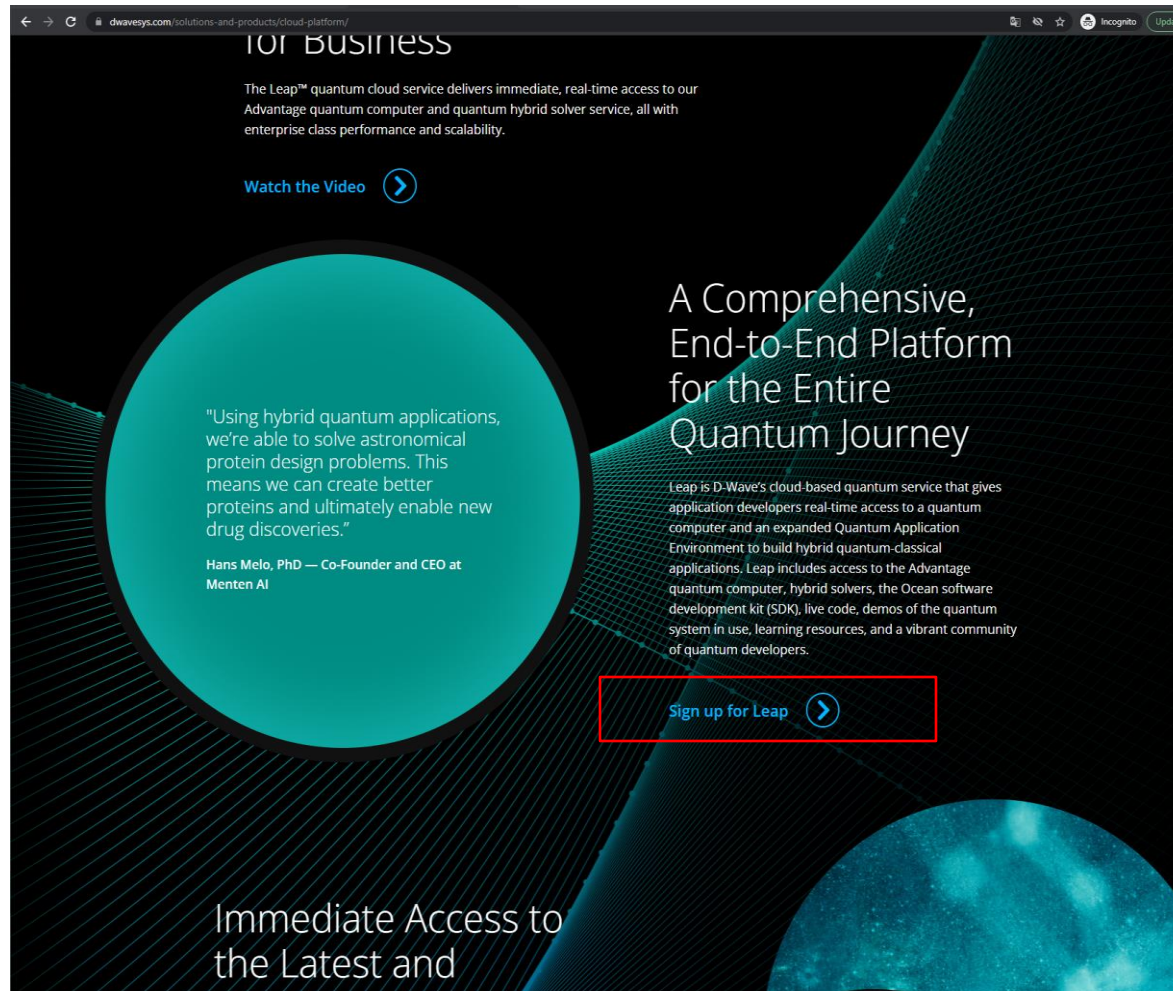 dwavesys.com/solutions-and-products/cloud-platform/
Incognito
for Business
The Leap™ quantum cloud service delivers immediate, real-time access to our
Advantage quantum computer and quantum hybrid solver service, all with
enterprise class performance and scalability.
Watch the Video
A Comprehensive,
End-to-End Platform
for the Entire
Quantum Journey
"Using hybrid quantum applications,
we're able to solve astronomical
protein design problems. This
means we can create better
proteins and ultimately enable new
drug discoveries.”
Hans Melo, PhD — Co-Founder and CEO at
Menten AI
Leap is D-Wave's cloud-based quantum service that gives
application developers real-time access to a quantum
computer and an expanded Quantum Application
Environment to build hybrid quantum-classical
applications. Leap includes access to the Advantage
quantum computer, hybrid solvers, the Ocean software
development kit (SDK), live code, demos of the quantum
system in use, learning resources, and a vibrant community
of quantum developers.
Sign up for Leap
Immediate Access to
the Latest and